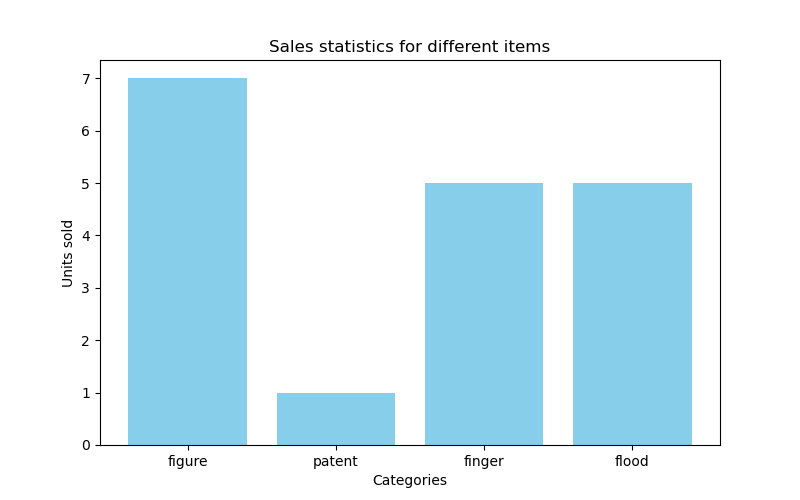 Sales statistics for different items
Units sold
7
6
5
4
3
2
1
0
figure patent finger flood
Categories